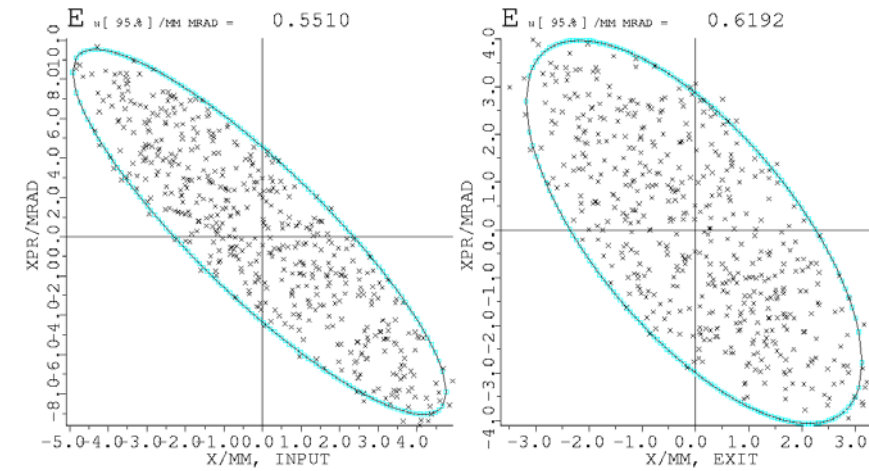 E N[ 95.% ] /MM MRAD = 0.5510
E N[ 95.% ] /MM MRAD = 0.6192
XPR/MRAD
-8.0-6.0-4.0-2.0 0.0 2.0 4.0 6.0 8.010.0
-5.0-4.0-3.0-2.0-1.0 0.0 1.0 2.0 3.0 4.0
X/MM, INPUT
XPR/MRAD
-4.0-3.0-2.0-1.0 0.0 1.0 2.0 3.0 4.0
-3.0 -2.0 -1.0 0.0 1.0 2.0 3.0
X/MM, EXIT